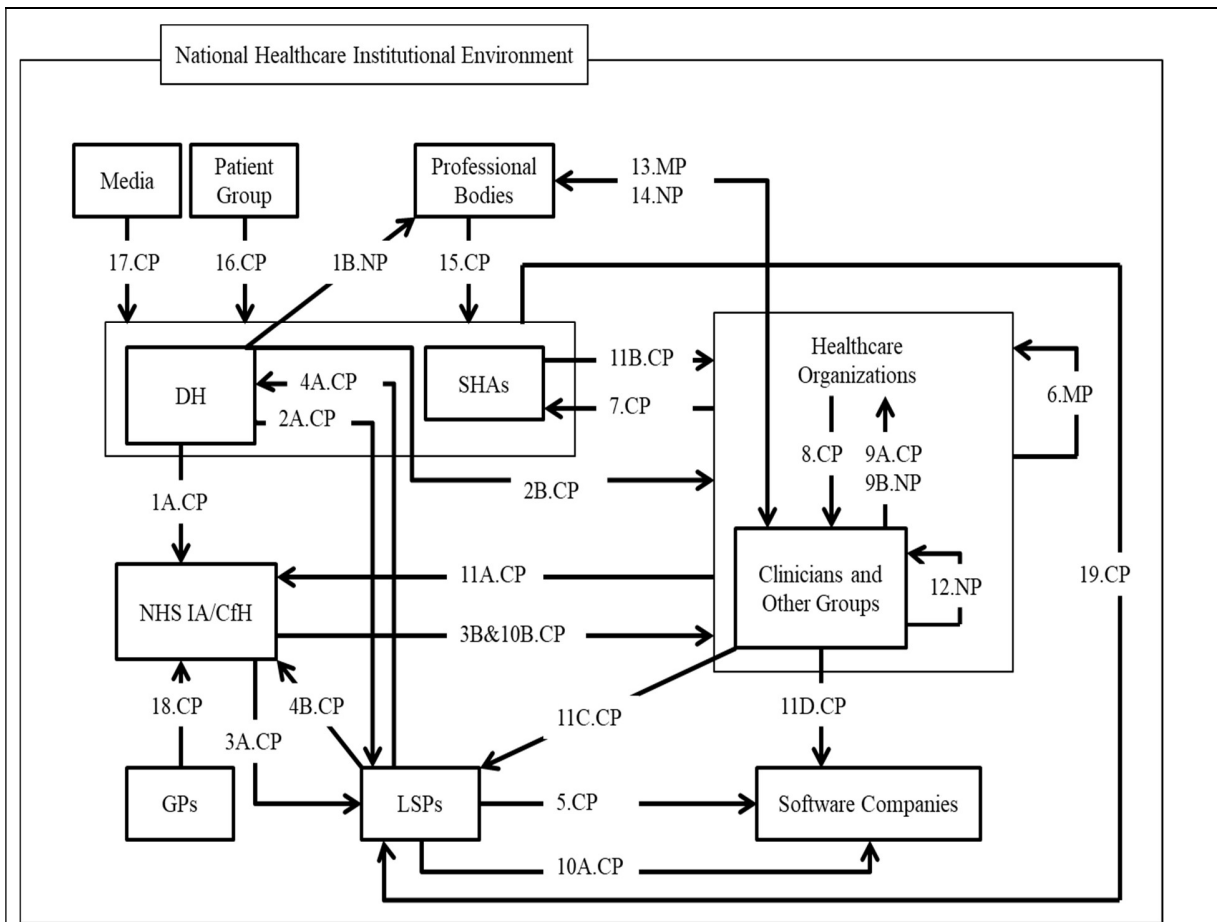 National Healthcare Institutional Environment
Media
Patient
Group
Professional
Bodies
13.MP
14.NP
17.CP
16.CP
1B.NP
15.CP
DH
4A.CP
2A.CP
SHAs
11B.CP
7.CP
Healthcare
Organizations
6.MP
8.CP
9A.CP
9B.NP
2B.CP
1A.CP
NHS IA/CfH
11A.CP
3B&10B.CP
Clinicians and
Other Groups
12.NP
19.CP
18.CP
4B.CP
3A.CP
11C.CP
11D.CP
GPs
LSPs
5.CP
Software Companies
10A.CP